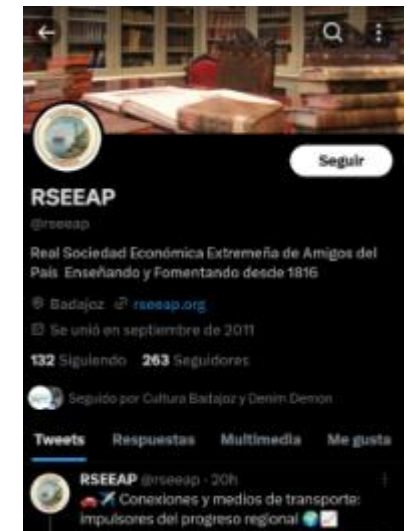 Seguir
RSEEAP
@rseeap
Real Sociedad Económica Extremeña de Amigos del
País Enseñando y Fomentando desde 1816
Badajoz rseeap.org
Se unió en septiembre de 2011
132 Siguiendo 263 Seguidores
Seguido por Cultura Badajoz y Denim Demon
Tweets Respuestas Multimedia Me gusta
RSEEAP @rseeap · 20h
🚗✈️ Conexiones y medios de transporte:
impulsores del progreso regional 🌍📈